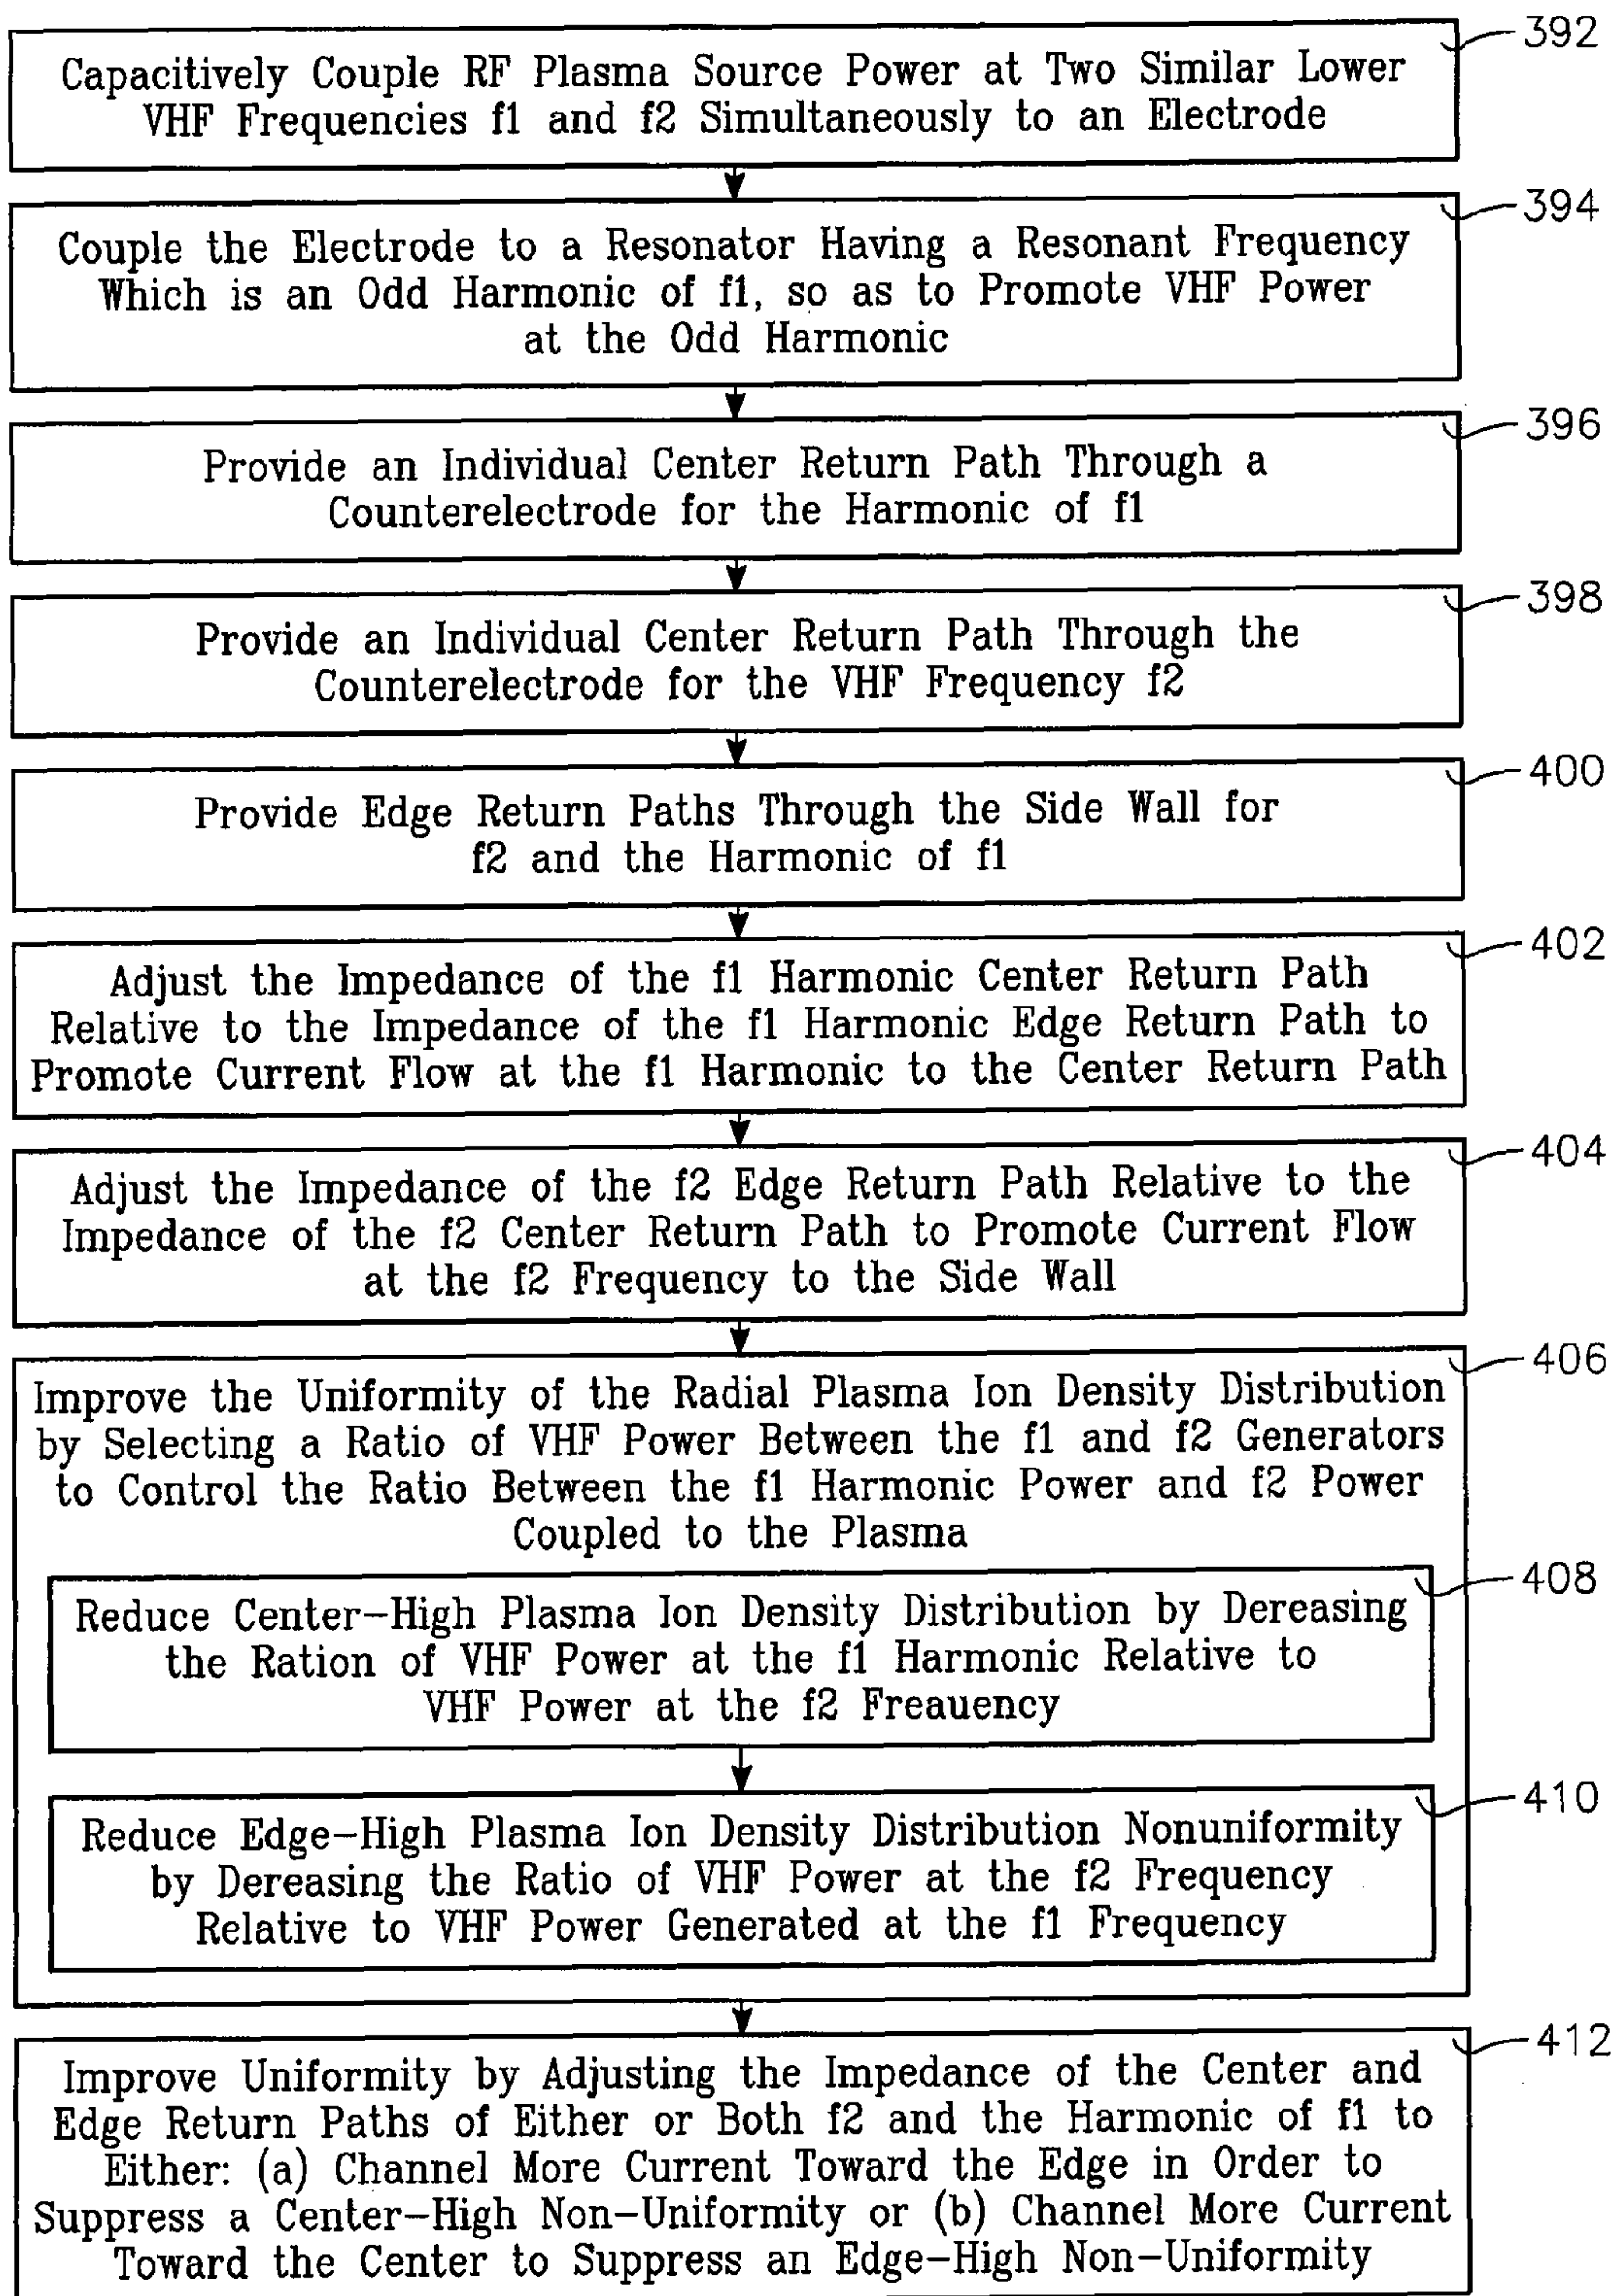 392
Capacitively Couple RF Plasma Source Power at Two Similar Lower
VHF Frequencies f1 and f2 Simultaneously to an Electrode
394
Couple the Electrode to a Resonator Having a Resonant Frequency
Which is an Odd Harmonic of f1, so as to Promote VHF Power
at the Odd Harmonic
396
Provide an Individual Center Return Path Through a
Counterelectrode for the Harmonic of f1
398
Provide an Individual Center Return Path Through the
Counterelectrode for the VHF Frequency f2
400
Provide Edge Return Paths Through the Side Wall for
f2 and the Harmonic of f1
402
Adjust the Impedance of the f1 Harmonic Center Return Path
Relative to the Impedance of the f1 Harmonic Edge Return Path to
Promote Current Flow at the f1 Harmonic to the Center Return Path
404
Adjust the Impedance of the f2 Edge Return Path Relative to the
Impedance of the f2 Center Return Path to Promote Current Flow
at the f2 Frequency to the Side Wall
406
Improve the Uniformity of the Radial Plasma Ion Density Distribution
by Selecting a Ratio of VHF Power Between the f1 and f2 Generators
to Control the Ratio Between the f1 Harmonic Power and f2 Power
Coupled to the Plasma
408
Reduce Center-High Plasma Ion Density Distribution by Dereasing
the Ration of VHF Power at the f1 Harmonic Relative to
VHF Power at the f2 Freauency
410
Reduce Edge-High Plasma Ion Density Distribution Nonuniformity
by Dereasing the Ratio of VHF Power at the f2 Frequency
Relative to VHF Power Generated at the f1 Frequency
412
Improve Uniformity by Adjusting the Impedance of the Center and
Edge Return Paths of Either or Both f2 and the Harmonic of f1 to
Either: (a) Channel More Current Toward the Edge in Order to
Suppress a Center-High Non-Uniformity or (b) Channel More Current
Toward the Center to Suppress an Edge-High Non-Uniformity